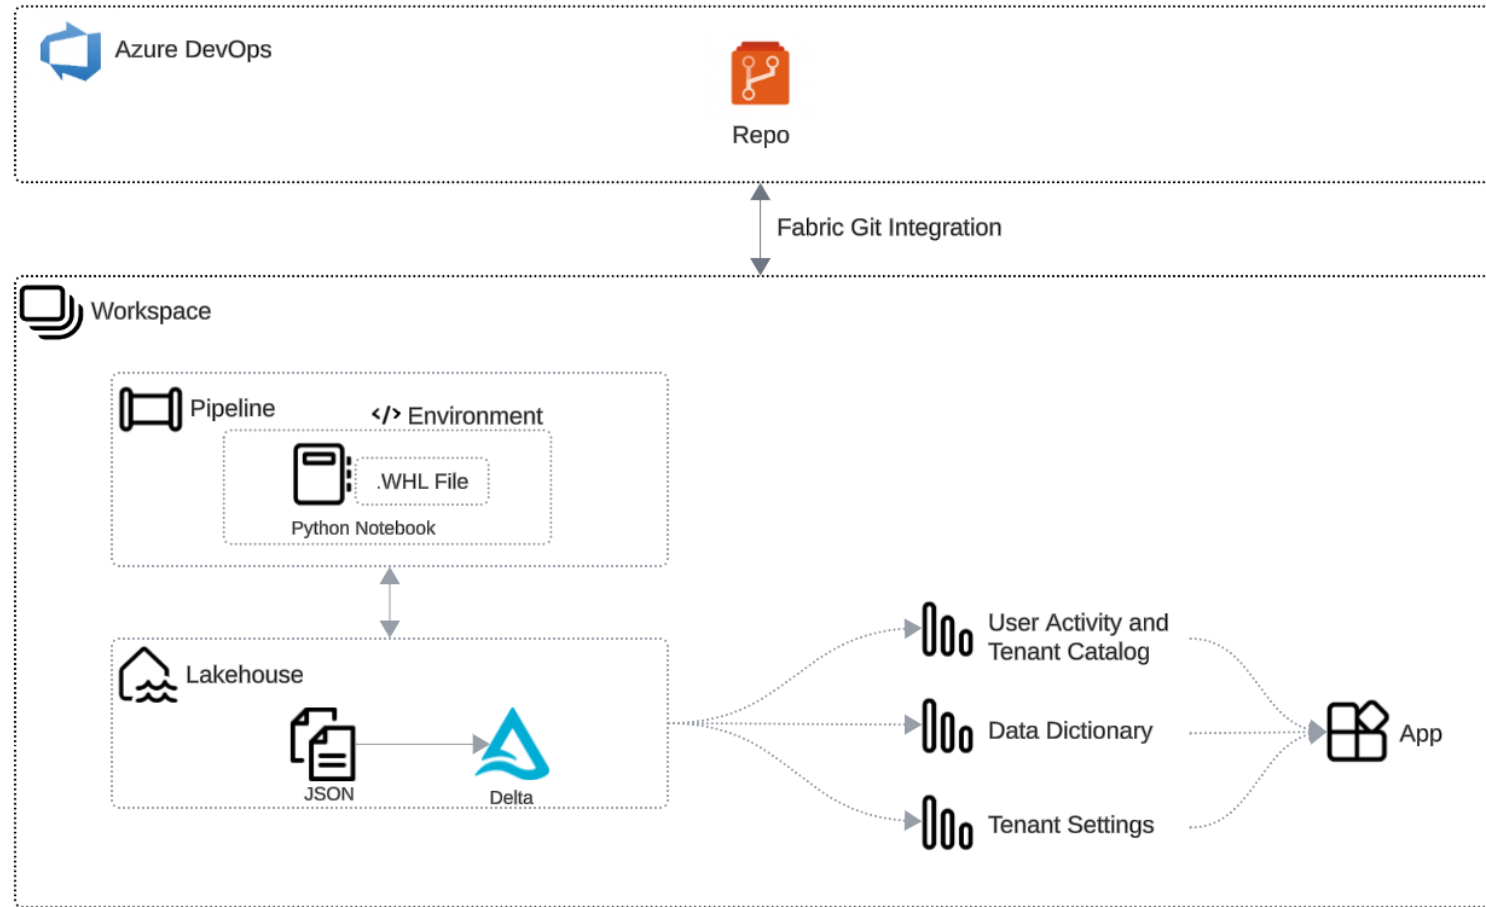 Azure DevOps
Repo
Fabric Git Integration
Workspace
Pipeline
</> Environment
.WHL File
Python Notebook
Lakehouse
JSON
Delta
User Activity and
Tenant Catalog
Data Dictionary
Tenant Settings
App